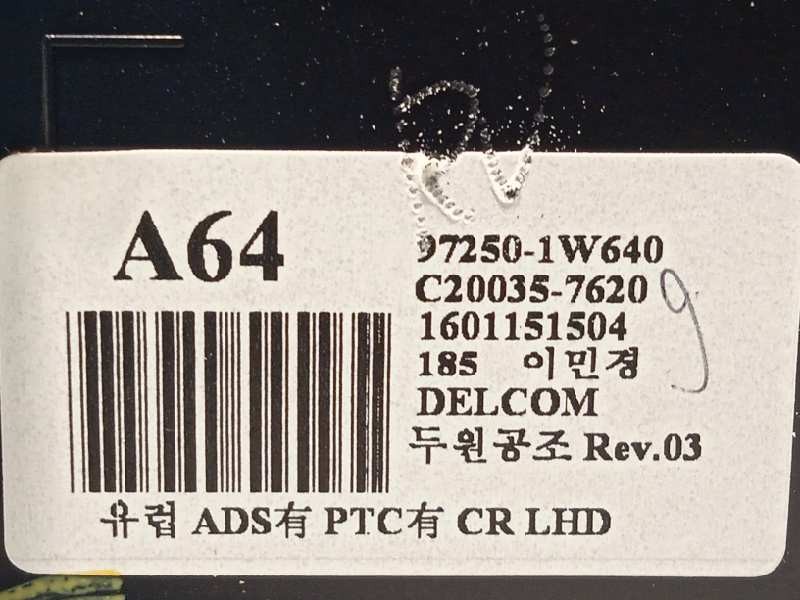 A64
97250-1W640
C20035-7620
1601151504
185 이민경
DELCOM
두원공조 Rev.03
유럽 ADS有 PTC有 CR LHD
9